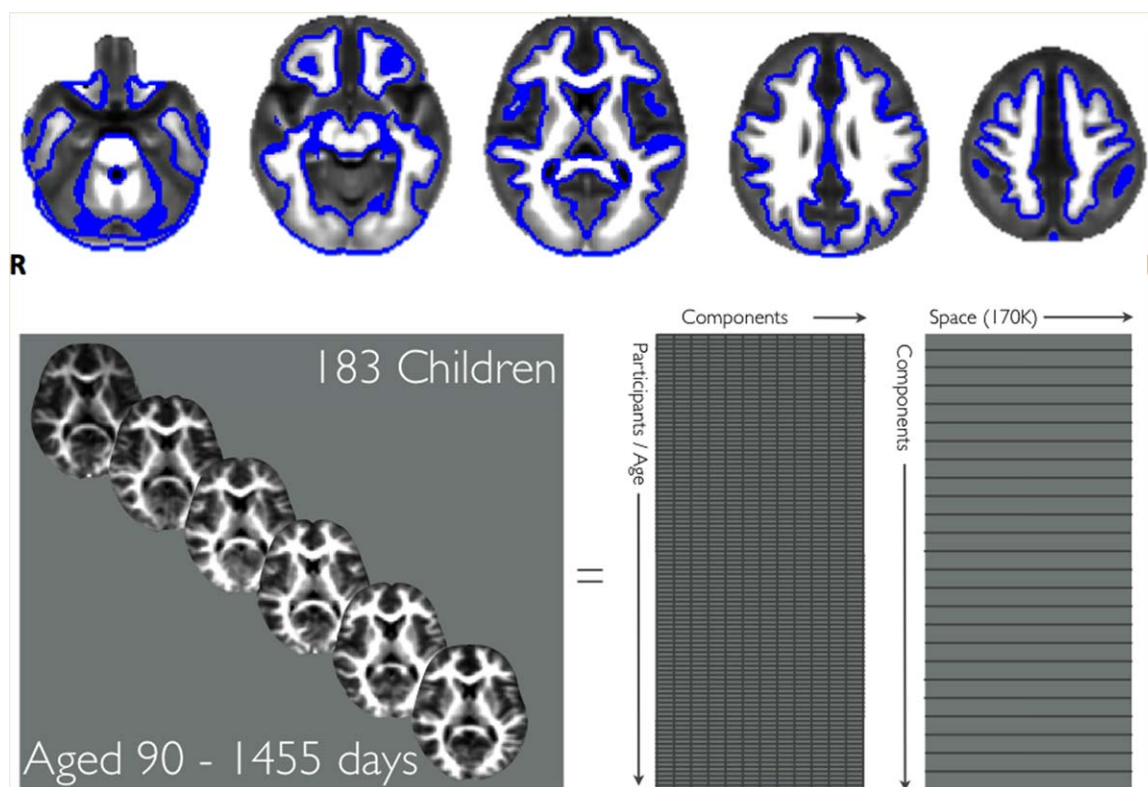 R
183 Children
Aged 90 - 1455 days
=
Components
Participants / Age
Space (170K)
Components